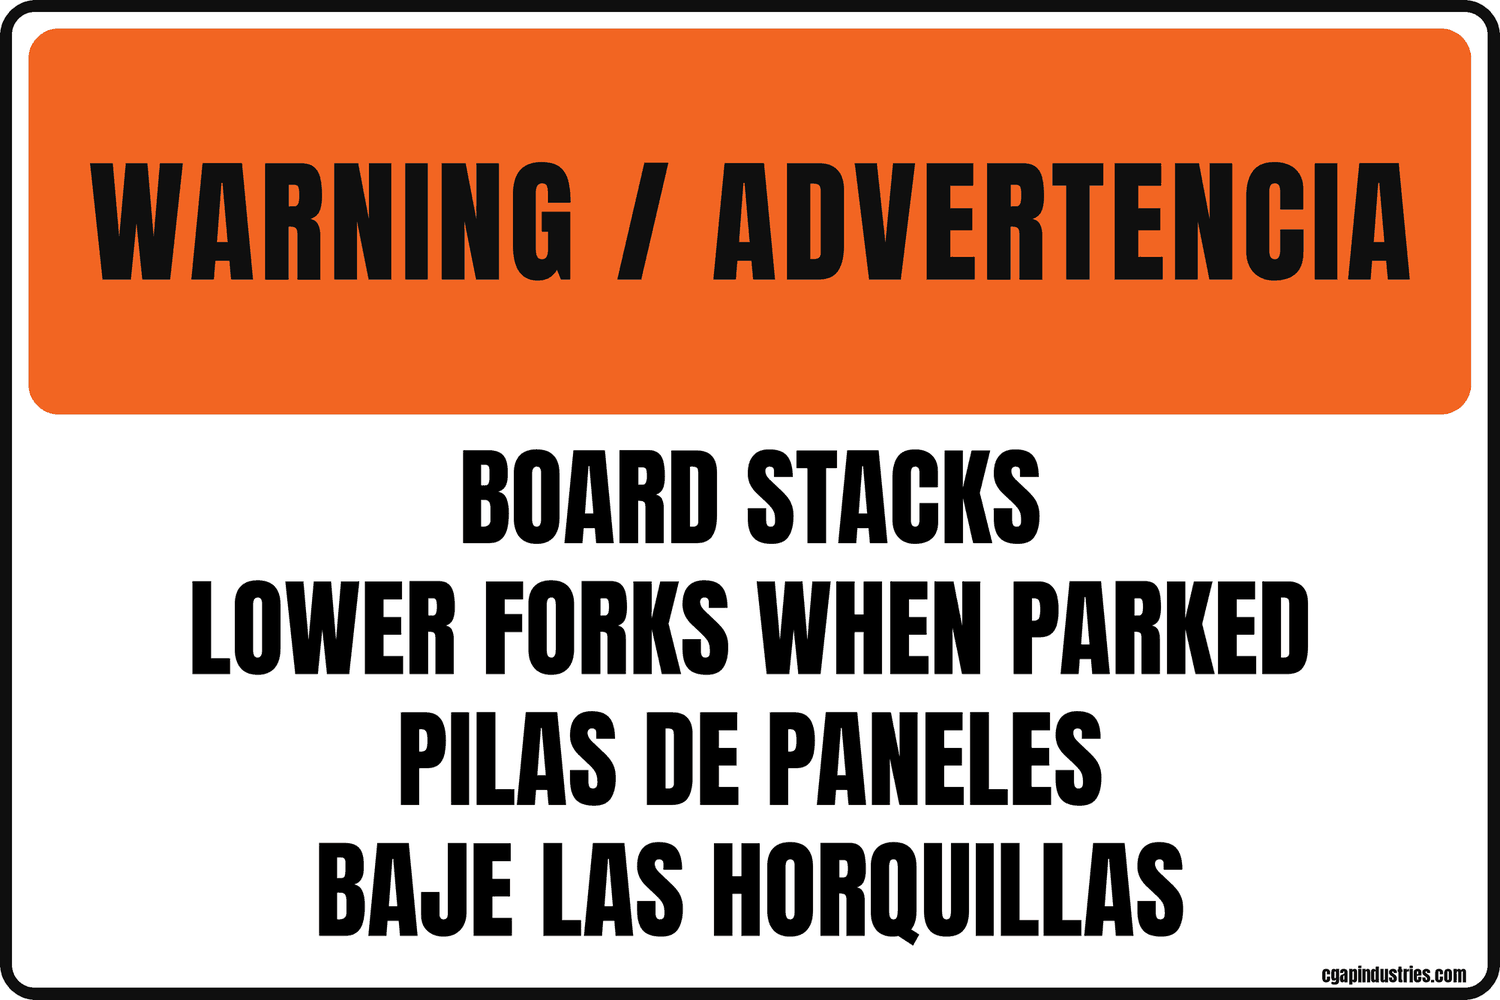 WARNING / ADVERTENCIA
BOARD STACKS
LOWER FORKS WHEN PARKED
PILAS DE PANELES
BAJE LAS HORQUILLAS
cgapindustries.com